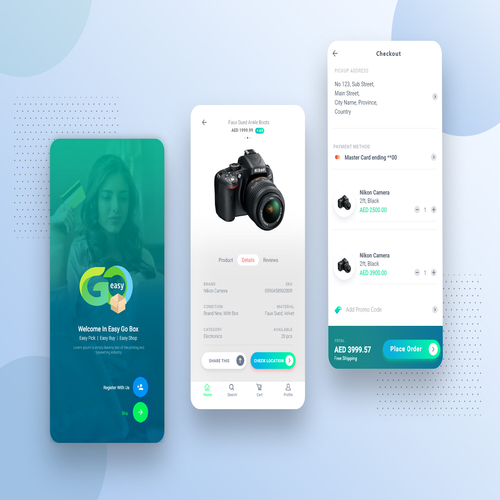 GO
easy
Welcome In Easy Go Box
Easy Pick | Easy Buy | Easy Shop
Register With Us
Skip
Face Sued Ankle Boots
AED 1999.99
Nikon
Product
Details
Reviews
BRAND
SKU
Nikon Camera
CONDITION
MATERIAL
Brand New, With Box
Faux Sued, Velvet
CATEGORY
AVAILABLE
Electronics
20 pcs
SHARE THIS
CHECK LOCATION
Home
Search
Cart
Profile
Checkout
PICKUP ADDRESS
No 123, Sub Street,
Main Street,
City Name, Province,
Country
PAYMENT METHOD
Master Card ending **00
Nikon Camera
2ft, Black
AED 2500.00
1
Nikon Camera
2ft, Black
AED 3900.00
1
Add Promo Code
TOTAL
AED 3999.57
Free Shipping
Place Order